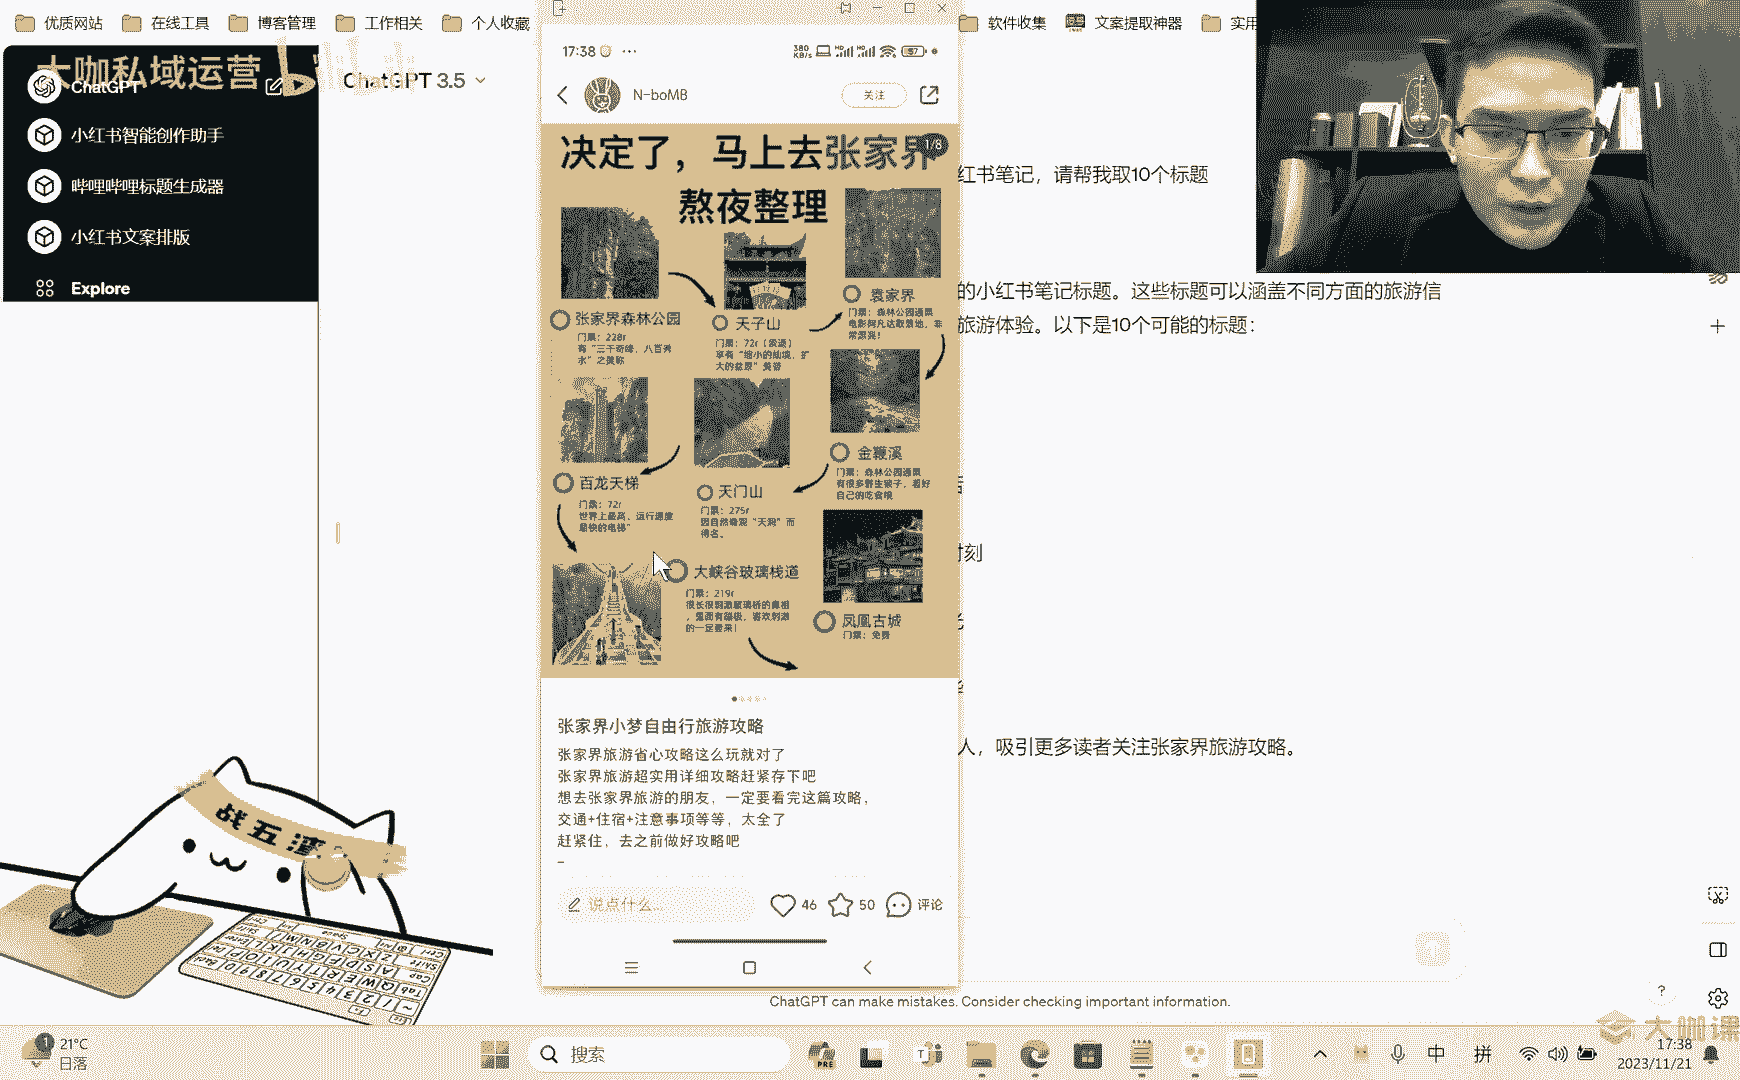 优质网站
在线工具
博客管理
工作相关
个人收藏
软件收集
文案提取神器
实用
大咖私域运营
ChatGPT
小红书智能创作助手
哔哩哔哩标题生成器
小红书文案排版
Explore
ChatGPT 3.5
红书笔记，请帮我取10个标题
的小红书笔记标题。这些标题可以涵盖不同方面的旅游信
旅游体验。以下是10个可能的标题：
时刻
人，吸引更多读者关注张家界旅游攻略。
17:38
380
KB/s
57
N-boMB
关注
决定了，马上去张家界
1/8
熬夜整理
张家界森林公园
门票：228r
有“三千奇峰，八百秀
水”之美称
天子山
门票：72r（索道）
享有“缩小的仙境，扩
大的盆景”美誉
袁家界
门票：森林公园通票
电影阿凡达取景地，非
常漂亮！
金鞭溪
门票：森林公园通票
有很多野生猴子，看好
自己的吃食哦
百龙天梯
门票：72r
世界上最高、运行速度
最快的电梯”
天门山
门票：275r
因自然奇观“天洞”而
得名。
大峡谷玻璃栈道
门票：219r
的一定要来！
凤凰古城
门票：免费
张家界小梦自由行旅游攻略
张家界旅游省心攻略这么玩就对了
张家界旅游超实用详细攻略赶紧存下吧
想去张家界旅游的朋友，一定要看完这篇攻略，
交通+住宿+注意事项等等，太全了
赶紧住，去之前做好攻略吧
说点什么...
46
50
评论
ChatGPT can make mistakes. Consider checking important information.
战五渣
1
21°C
日落
搜索
PRE
中
拼
大咖课
17:38
2023/11/21